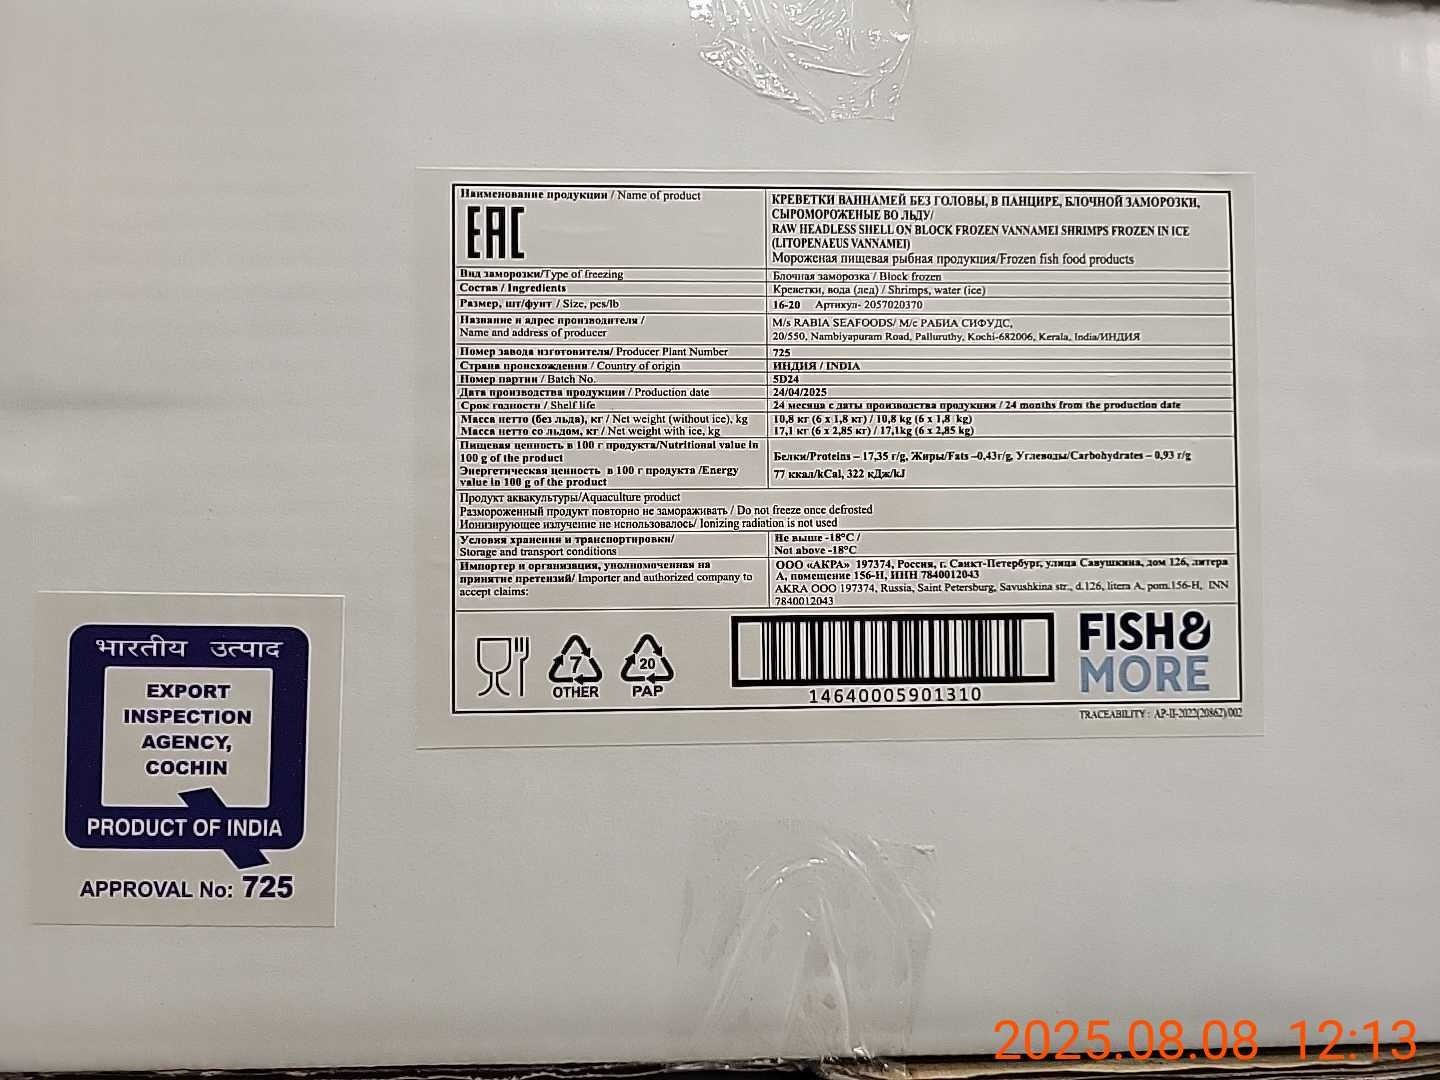 Наименование продукции / Name of product
EAC
КРЕВЕТКИ ВАННАМЕЙ БЕЗ ГОЛОВЫ, В ПАНЦИРЕ, БЛОЧНОЙ ЗАМОРОЗКИ,
СЫРОМОРОЖЕНЫЕ ВО ЛЬДУ/
RAW HEADLESS SHELL ON BLOCK FROZEN VANNAMEI SHRIMPS FROZEN IN ICE
(LITOPENAEUS VANNAMEI)
Мороженая пищевая рыбная продукция/Frozen fish food products
Вид заморозки/Type of freezing
Блочная заморозка / Block frozen
Состав / Ingredients
Креветки, вода (лед) / Shrimps, water (ice)
Размер, шт/фунт / Size, pcs/lb
16-20 Артикул- 2057020370
Название и адрес производителя /
Name and address of producer
M/s RABIA SEAFOODS/ М/с РАБИА СИФУДС,
20/550, Nambiyapuram Road, Palluruthy, Kochi-682006, Kerala, India/ИНДИЯ
Номер завода изготовителя/ Producer Plant Number
725
Страна происхождения / Country of origin
ИНДИЯ / INDIA
Номер партии / Batch No.
5D24
Дата производства продукции / Production date
24/04/2025
Срок годности / Shelf life
24 месяца с даты производства продукции / 24 months from the production date
Масса нетто (без льда), кг / Net weight (without ice), kg
10,8 кг (6 x 1,8 кг) / 10,8 kg (6 x 1,8 kg)
Масса нетто со льдом, кг / Net weight with ice, kg
17,1 кг (6 x 2,85 кг) / 17,1kg (6 x 2,85 kg)
Пищевая ценность в 100 г продукта/Nutritional value in
100 g of the product
Энергетическая ценность в 100 г продукта /Energy
value in 100 g of the product
Белки/Proteins – 17,35 г/g, Жиры/Fats –0,43г/g, Углеводы/Carbohydrates – 0,93 г/g
77 ккал/kCal, 322 кДж/kJ
Продукт аквакультуры/Aquaculture product
Размороженный продукт повторно не замораживать / Do not freeze once defrosted
Ионизирующее излучение не использовалось/ Ionizing radiation is not used
Условия хранения и транспортировки/
Storage and transport conditions
Не выше -18°C /
Not above -18°C
Импортер и организация, уполномоченная на
принятие претензий/ Importer and authorized company to
accept claims:
ООО «АКРА» 197374, Россия, г. Санкт-Петербург, улица Савушкина, дом 126, литера
А, помещение 156-Н, ИНН 7840012043
AKRA OOO 197374, Russia, Saint Petersburg, Savushkina str., d.126, litera A, pom.156-H, INN
7840012043
7
OTHER
20
PAP
14640005901310
FISH&
MORE
TRACEABILITY : AP-II-2022(20862)/002
भारतीय उत्पाद
EXPORT
INSPECTION
AGENCY,
COCHIN
PRODUCT OF INDIA
APPROVAL No: 725
2025.08.08 12:13